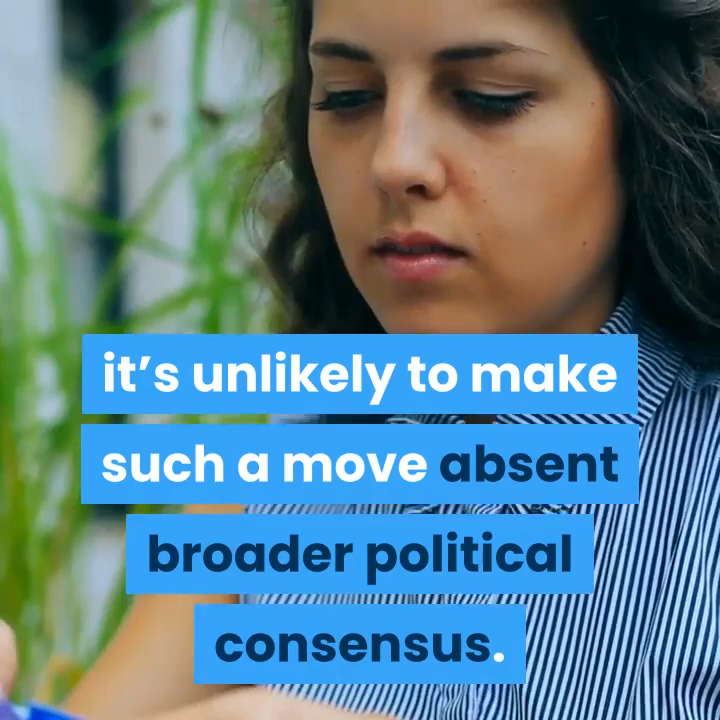 it’s unlikely to make
such a move absent
broader political
consensus.